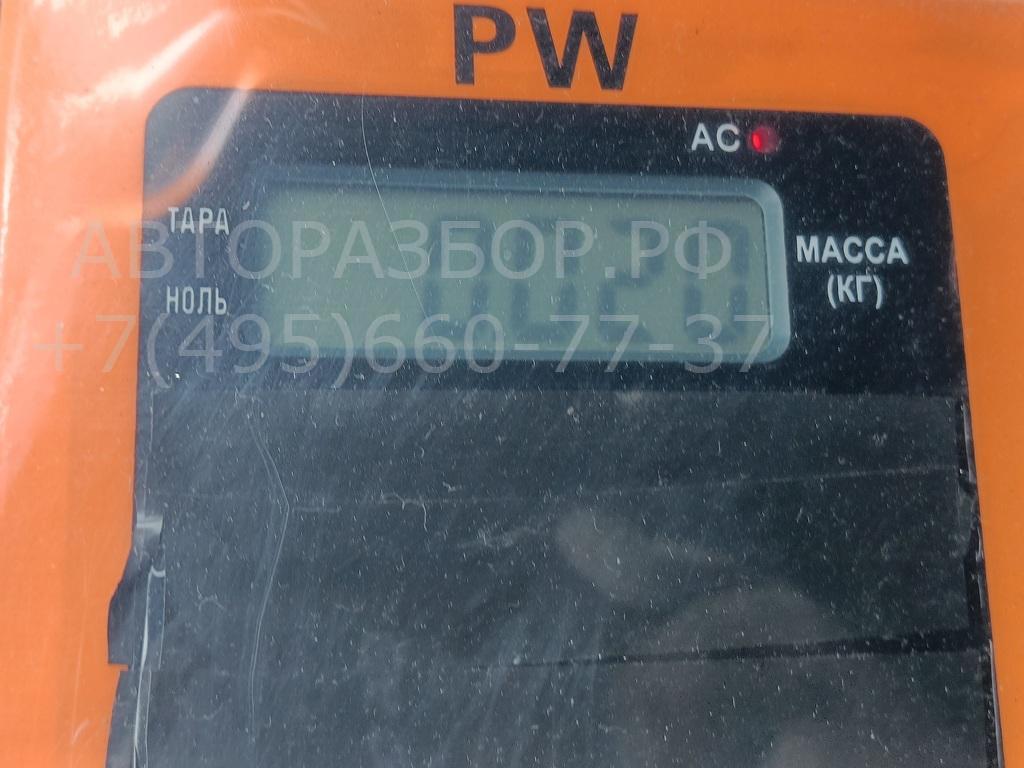 PW
AC
ТАРА
АВТОРАЗБОР.РФ
МАССА
(КГ)
НОЛЬ
+7(495)660-77-37